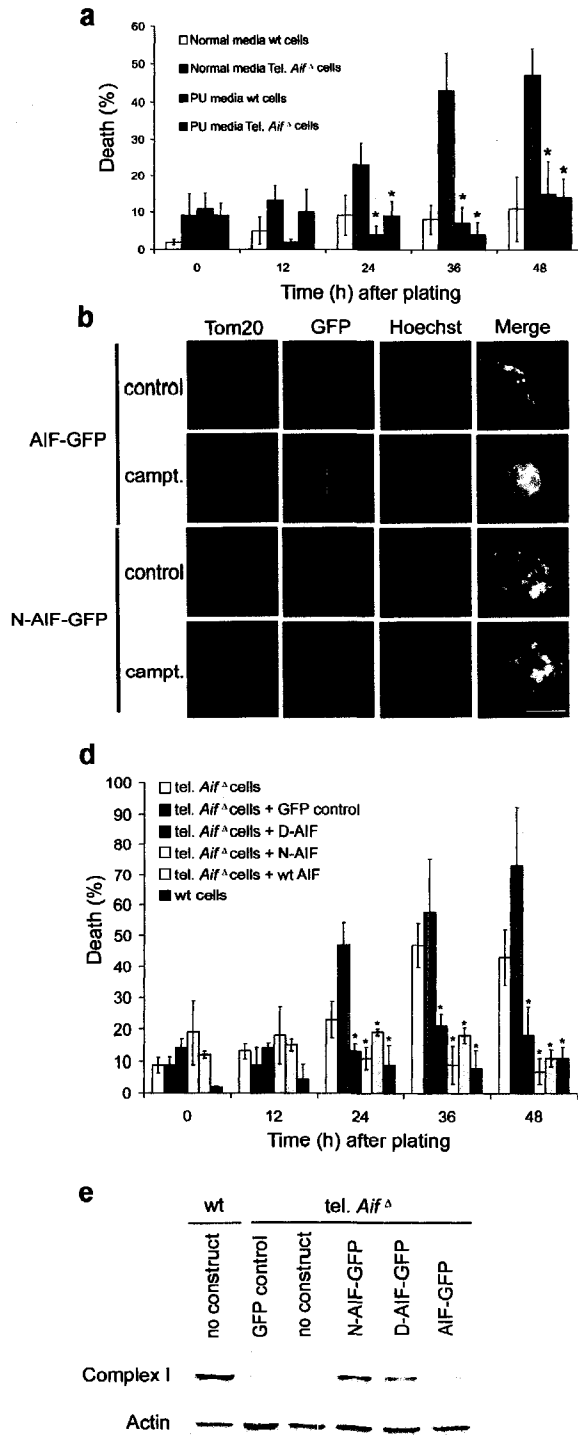 a
60
50
40
30
20
10
0
Death (%)
Normal media wt cells
Normal media Tel. Aif Δ cells
PU media wt cells
PU media Tel. Aif Δ cells
* * * * * *
0 12 24 36 48
Time (h) after plating
b
Tom20 GFP Hoechst Merge
AIF-GFP
control
campt.
N-AIF-GFP
control
campt.
d
100
90
80
70
60
50
40
30
20
10
0
Death (%)
tel. Aif Δ cells
tel. Aif Δ cells + GFP control
tel. Aif Δ cells + D-AIF
tel. Aif Δ cells + N-AIF
tel. Aif Δ cells + wt AIF
wt cells
* * * * * * * * * * * *
0 12 24 36 48
Time (h) after plating
e
wt tel. Aif Δ
no construct
GFP control
no construct
N-AIF-GFP
D-AIF-GFP
AIF-GFP
Complex I
Actin